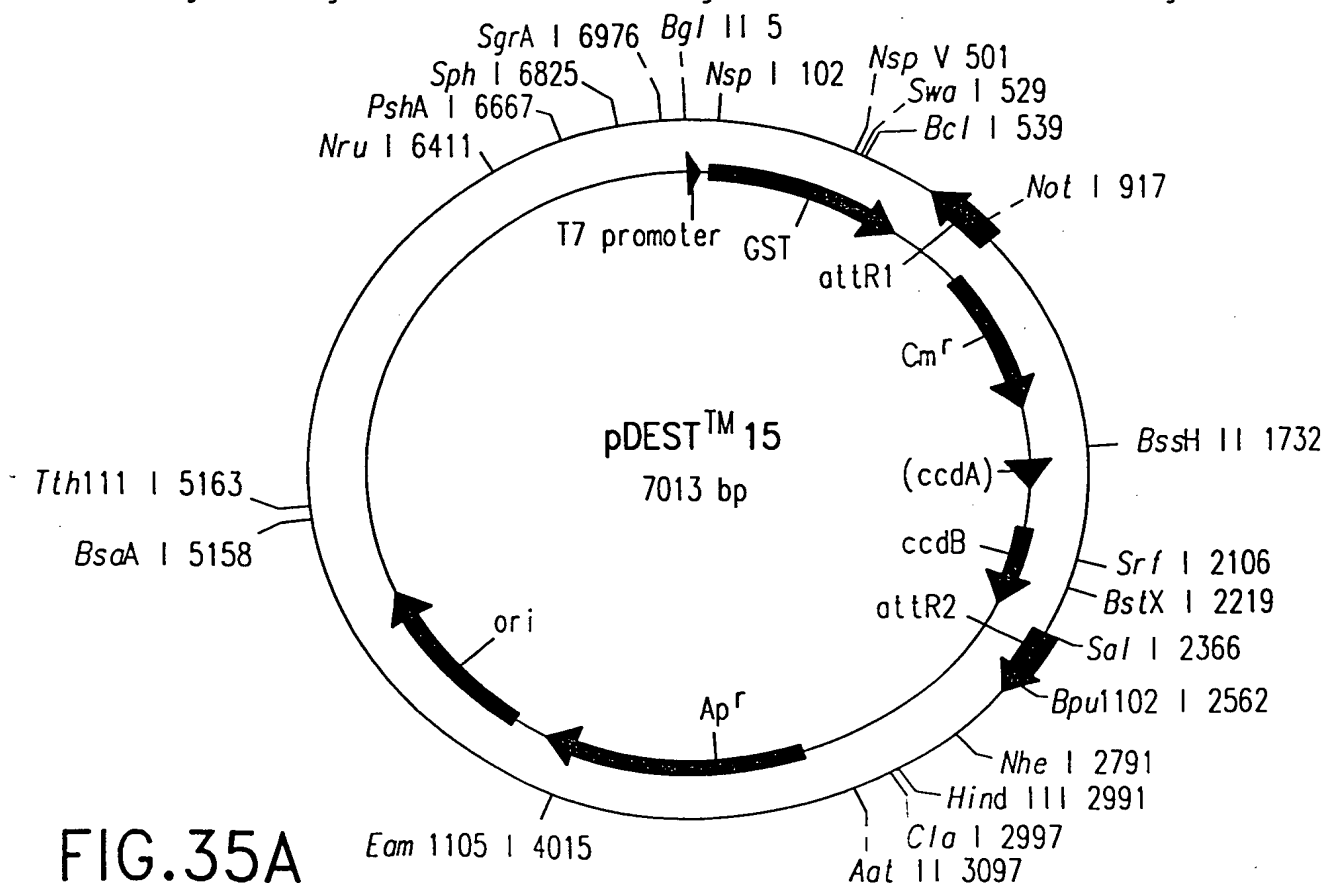 SgrA I 6976
Bgl II 5
Sph I 6825
Nsp I 102
Nsp V 501
PshA I 6667
Swa I 529
Nru I 6411
Bcl I 539
Not I 917
T7 promoter
GST
attR1
Cmʳ
pDEST™15
7013 bp
BssH II 1732
(ccdA)
Tth111 I 5163
BsaA I 5158
ccdB
Srf I 2106
BstX I 2219
attR2
ori
Sal I 2366
Bpu1102 I 2562
Apʳ
Nhe I 2791
Hind III 2991
Cla I 2997
Eam 1105 I 4015
Aat II 3097
FIG.35A